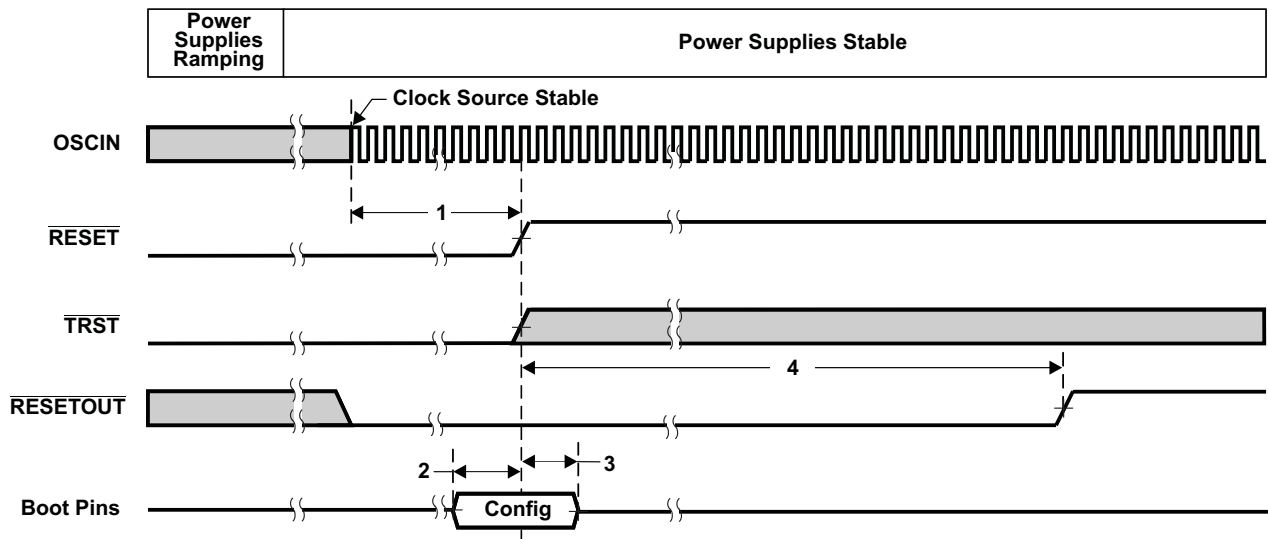 Power
Supplies
Ramping
Power Supplies Stable
Clock Source Stable
OSCIN
1
RESET
TRST
4
RESETOUT
2
3
Boot Pins
Config